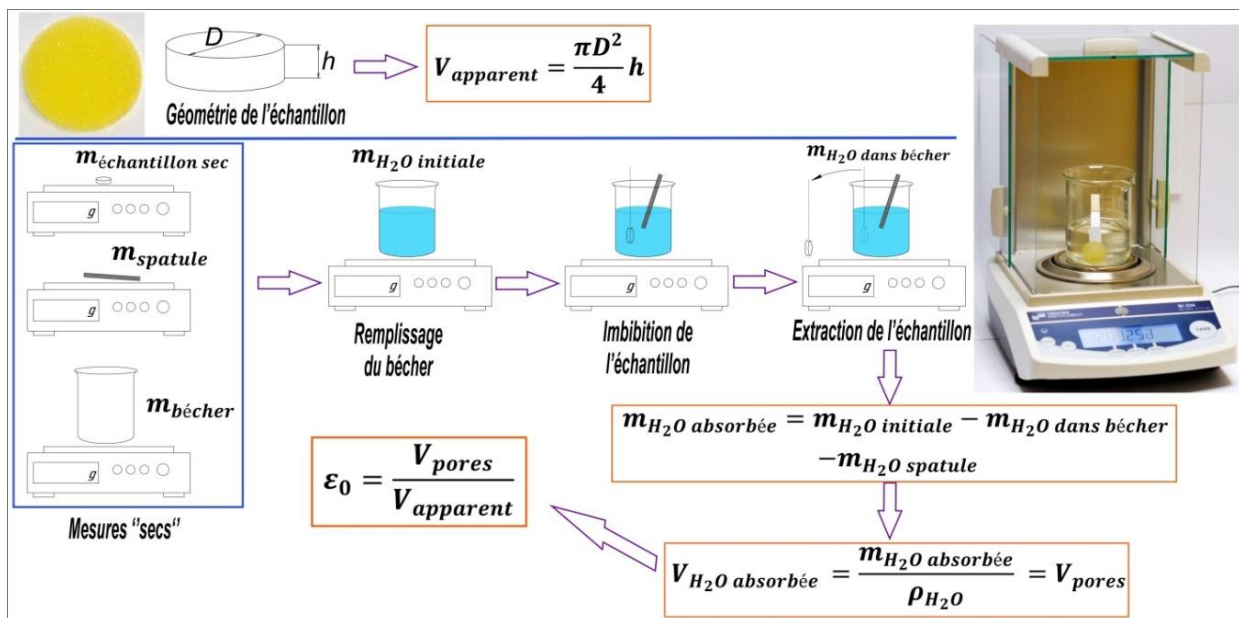 D
h
Géométrie de l'échantillon
V_apparent = πD²/4 h
m_échantillon sec
g
m_spatule
g
m_bécher
g
Mesures "secs"
m_H₂O initiale
g
Remplissage
du bécher
g
Imbibition de
l'échantillon
m_H₂O dans bécher
g
Extraction de l'échantillon
TARE
m_H₂O absorbée = m_H₂O initiale − m_H₂O dans bécher
−m_H₂O spatule
V_H₂O absorbée = m_H₂O absorbée/ρ_H₂O = V_pores
ε₀ = V_pores/V_apparent